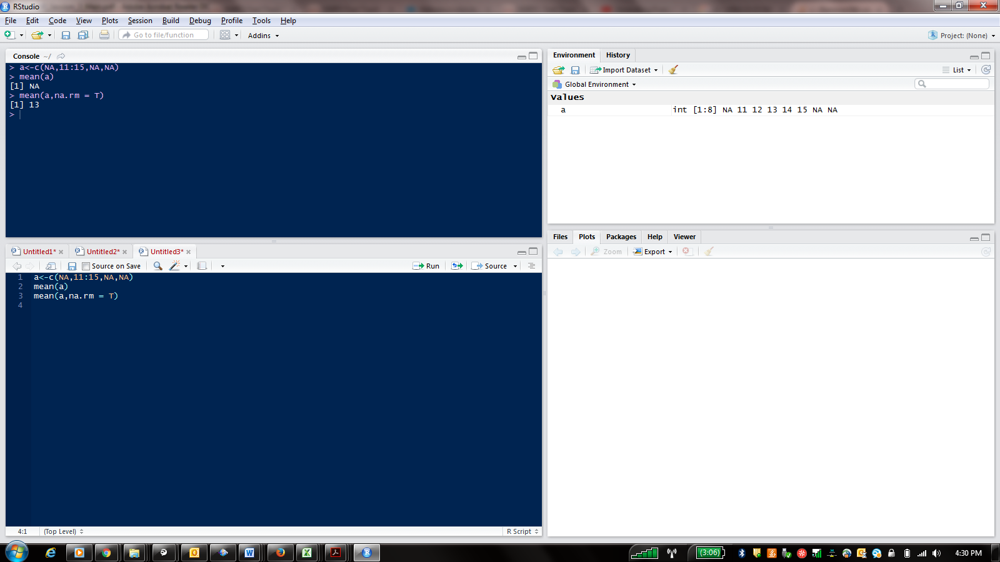 RStudio
File Edit Code View Plots Session Build Debug Profile Tools Help
Go to file/function Addins Project: (None)
Console ~/
> a<-c(NA,11:15,NA,NA)
> mean(a)
[1] NA
> mean(a,na.rm = T)
[1] 13
>
Environment History
Import Dataset List
Global Environment
Values
a int [1:8] NA 11 12 13 14 15 NA NA
Untitled1* Untitled2* Untitled3*
Source on Save Run Source
1 a<-c(NA,11:15,NA,NA)
2 mean(a)
3 mean(a,na.rm = T)
4
4:1 (Top Level) R Script
Files Plots Packages Help Viewer
Zoom Export
(3:06) 4:30 PM